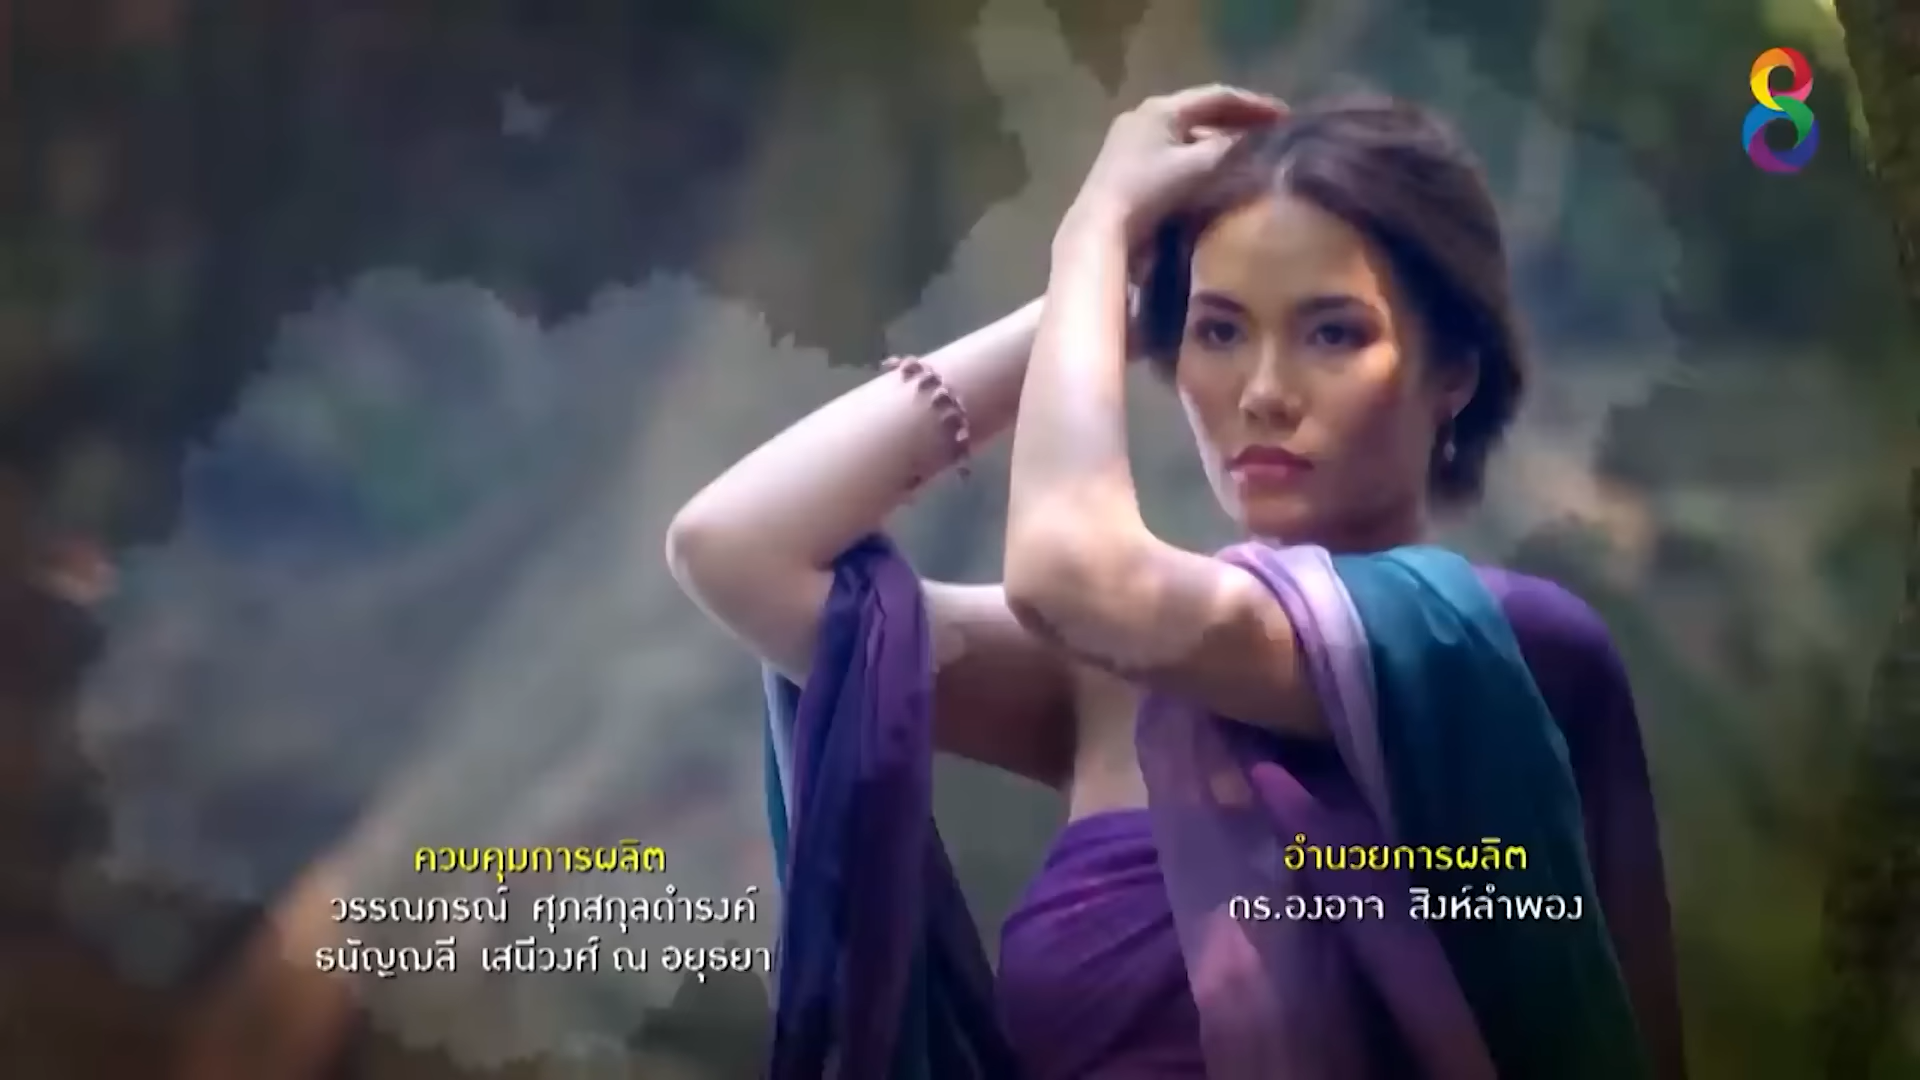 ควบคุมการผลิต
วรรณภรณ์ ศุภสกุลดำรงค์
ธนัญฌลี เสนีวงศ์ ณ อยุธยา
อำนวยการผลิต
ดร.องอาจ สิงห์ลำพอง
8